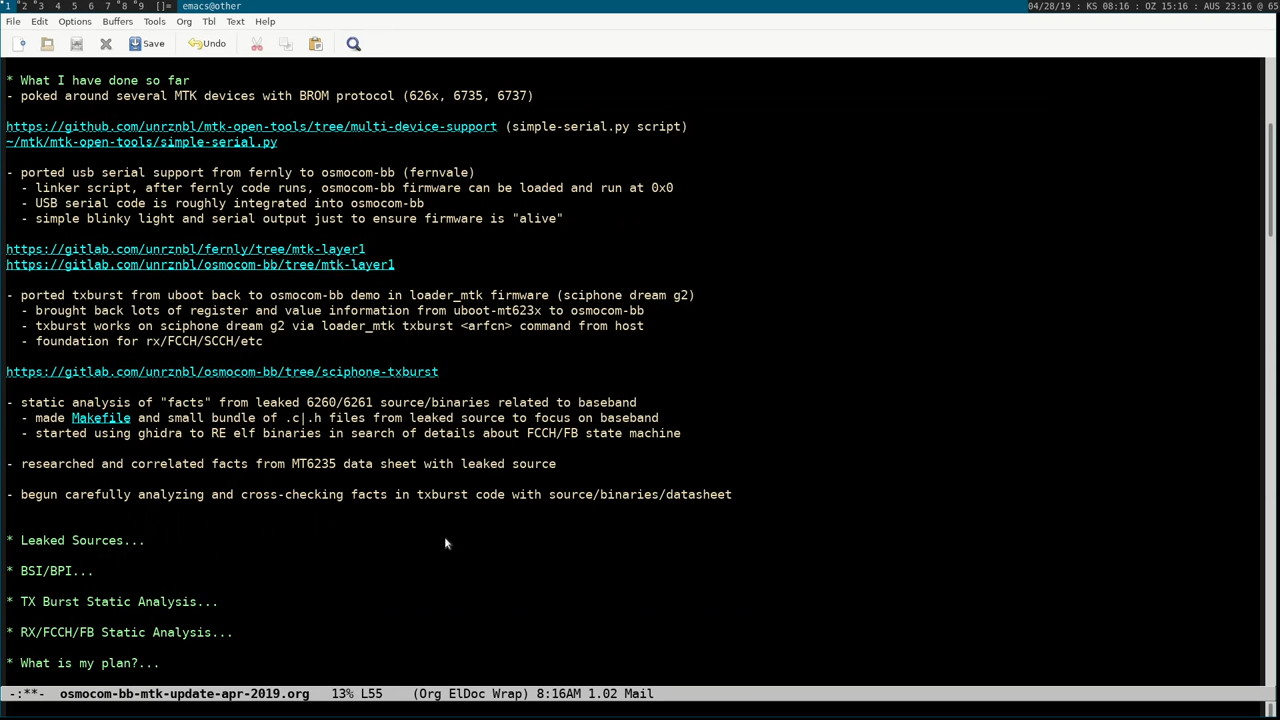 1 2 3 4 5 6 7 8 9 []= emacs@other 04/28/19 : KS 08:16 : OZ 15:16 : AUS 23:16 @ 65
File Edit Options Buffers Tools Org Tbl Text Help
Save Undo
* What I have done so far
- poked around several MTK devices with BROM protocol (626x, 6735, 6737)
https://github.com/unrznbl/mtk-open-tools/tree/multi-device-support (simple-serial.py script)
~/mtk/mtk-open-tools/simple-serial.py
- ported usb serial support from fernly to osmocom-bb (fernvale)
- linker script, after fernly code runs, osmocom-bb firmware can be loaded and run at 0x0
- USB serial code is roughly integrated into osmocom-bb
- simple blinky light and serial output just to ensure firmware is "alive"
https://gitlab.com/unrznbl/fernly/tree/mtk-layer1
https://gitlab.com/unrznbl/osmocom-bb/tree/mtk-layer1
- ported txburst from uboot back to osmocom-bb demo in loader_mtk firmware (sciphone dream g2)
- brought back lots of register and value information from uboot-mt623x to osmocom-bb
- txburst works on sciphone dream g2 via loader_mtk txburst <arfcn> command from host
- foundation for rx/FCCH/SCCH/etc
https://gitlab.com/unrznbl/osmocom-bb/tree/sciphone-txburst
- static analysis of "facts" from leaked 6260/6261 source/binaries related to baseband
- made Makefile and small bundle of .c|.h files from leaked source to focus on baseband
- started using ghidra to RE elf binaries in search of details about FCCH/FB state machine
- researched and correlated facts from MT6235 data sheet with leaked source
- begun carefully analyzing and cross-checking facts in txburst code with source/binaries/datasheet
* Leaked Sources...
* BSI/BPI...
* TX Burst Static Analysis...
* RX/FCCH/FB Static Analysis...
* What is my plan?...
-:**- osmocom-bb-mtk-update-apr-2019.org 13% L55 (Org ElDoc Wrap) 8:16AM 1.02 Mail